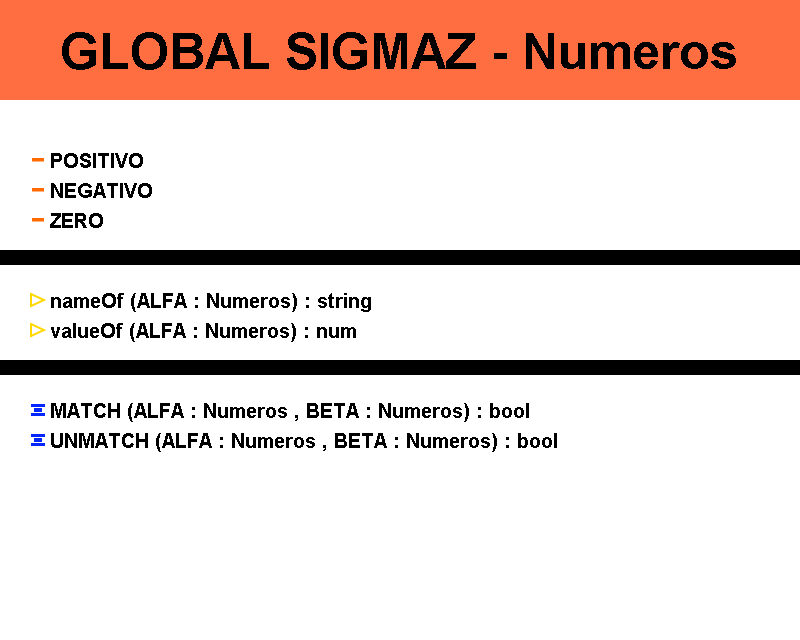 GLOBAL SIGMAZ - Numeros
POSITIVO
NEGATIVO
ZERO
nameOf (ALFA : Numeros) : string
valueOf (ALFA : Numeros) : num
MATCH (ALFA : Numeros , BETA : Numeros) : bool
UNMATCH (ALFA : Numeros , BETA : Numeros) : bool